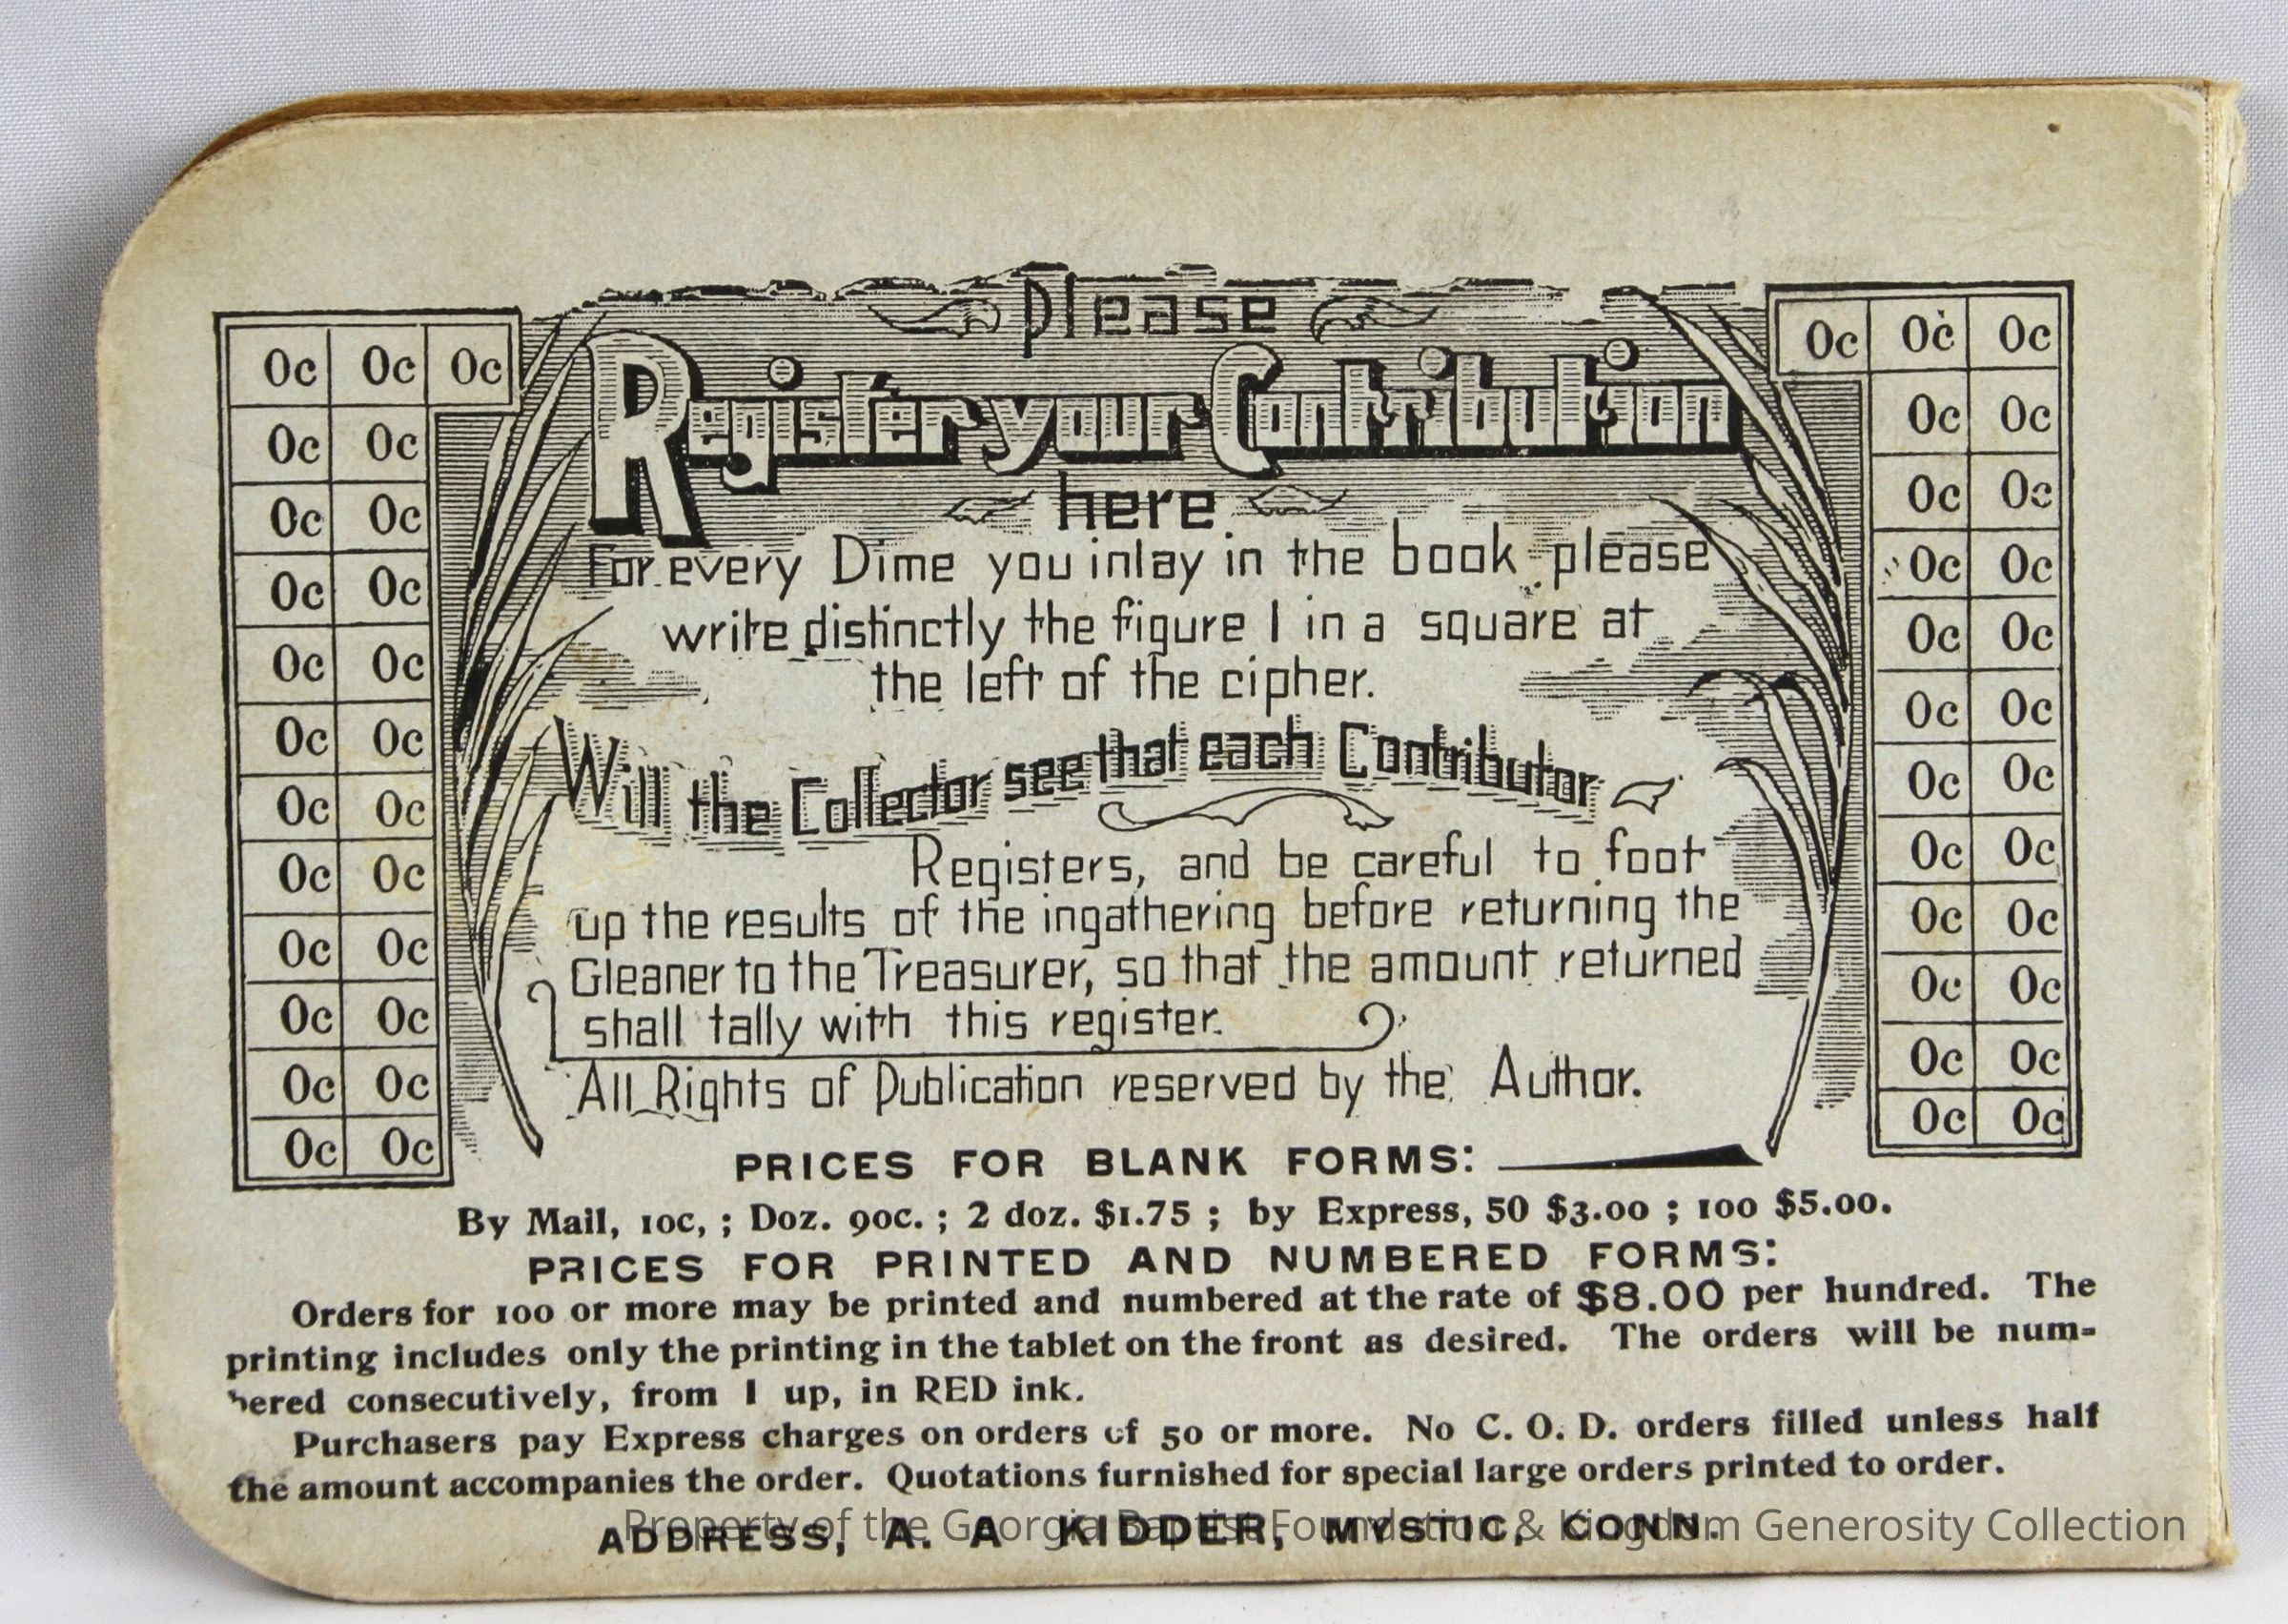 please
Register your Contribution
here
For every Dime you inlay in the book please
write distinctly the figure 1 in a square at
the left of the cipher.
Will the Collector see that each Contributor
Registers, and be careful to foot
up the results of the ingathering before returning the
Gleaner to the Treasurer, so that the amount returned
shall tally with this register.
All Rights of Publication reserved by the Author.
0c 0c 0c
0c 0c
0c 0c
0c 0c
0c 0c
0c 0c
0c 0c
0c 0c
0c 0c
0c 0c
0c 0c
0c 0c
0c 0c 0c
0c 0c
0c 0c
0c 0c
0c 0c
0c 0c
0c 0c
0c 0c
0c 0c
0c 0c
0c 0c
0c 0c
PRICES FOR BLANK FORMS:
By Mail, 10c, ; Doz. 90c. ; 2 doz. $1.75 ; by Express, 50 $3.00 ; 100 $5.00.
PRICES FOR PRINTED AND NUMBERED FORMS:
Orders for 100 or more may be printed and numbered at the rate of $8.00 per hundred. The
printing includes only the printing in the tablet on the front as desired. The orders will be num-
bered consecutively, from 1 up, in RED ink.
Purchasers pay Express charges on orders of 50 or more. No C. O. D. orders filled unless half
the amount accompanies the order. Quotations furnished for special large orders printed to order.
ADDRESS, A. A KIDDER, MYSTIC, CONN.
Property of the Georgia Baptist Foundation & Kingdom Generosity Collection